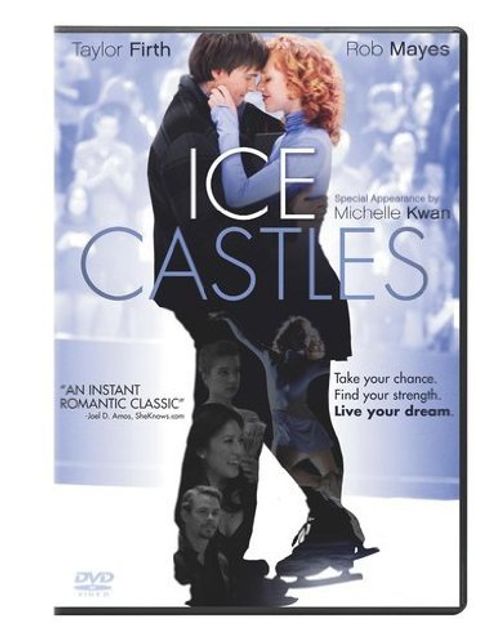 Taylor Firth Rob Mayes
ICE
Special Appearance by
Michelle Kwan
CASTLES
"AN INSTANT
ROMANTIC CLASSIC"
-Joel D. Amos, SheKnows.com
Take your chance.
Find your strength.
Live your dream.
DVD
VIDEO